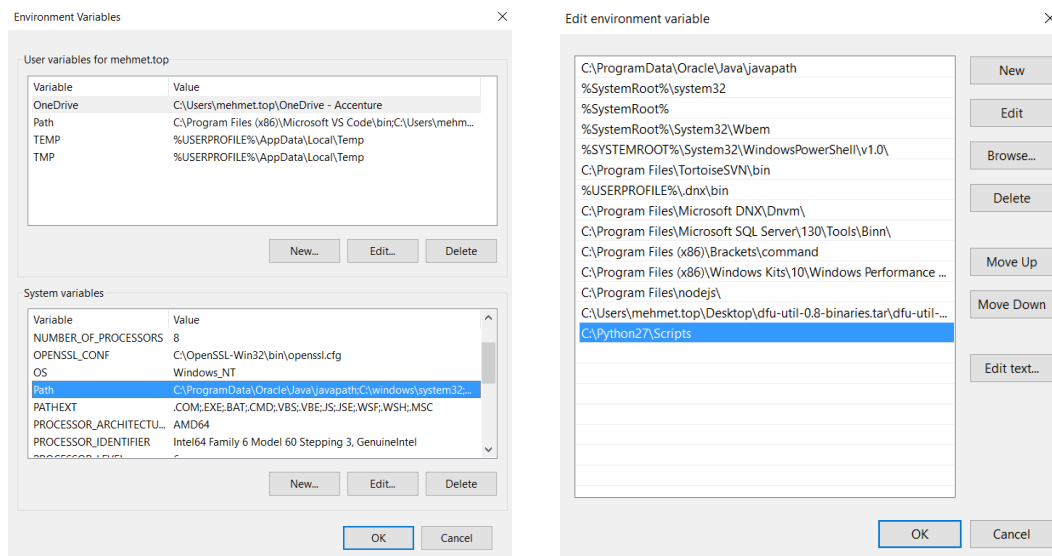 Environment Variables
User variables for mehmet.top
Variable Value
OneDrive C:\Users\mehmet.top\OneDrive - Accenture
Path C:\Program Files (x86)\Microsoft VS Code\bin;C:\Users\mehm...
TEMP %USERPROFILE%\AppData\Local\Temp
TMP %USERPROFILE%\AppData\Local\Temp
New... Edit... Delete
System variables
Variable Value
NUMBER_OF_PROCESSORS 8
OPENSSL_CONF C:\OpenSSL-Win32\bin\openssl.cfg
OS Windows_NT
Path C:\ProgramData\Oracle\Java\javapath;C:\windows\system32;...
PATHEXT .COM;.EXE;.BAT;.CMD;.VBS;.VBE;.JS;.JSE;.WSF;.WSH;.MSC
PROCESSOR_ARCHITECTU... AMD64
PROCESSOR_IDENTIFIER Intel64 Family 6 Model 60 Stepping 3, GenuineIntel
New... Edit... Delete
OK Cancel
Edit environment variable
C:\ProgramData\Oracle\Java\javapath
%SystemRoot%\system32
%SystemRoot%
%SystemRoot%\System32\Wbem
%SYSTEMROOT%\System32\WindowsPowerShell\v1.0\
C:\Program Files\TortoiseSVN\bin
%USERPROFILE%\.dnx\bin
C:\Program Files\Microsoft DNX\Dnvm\
C:\Program Files\Microsoft SQL Server\130\Tools\Binn\
C:\Program Files (x86)\Brackets\command
C:\Program Files (x86)\Windows Kits\10\Windows Performance ...
C:\Program Files\nodejs\
C:\Users\mehmet.top\Desktop\dfu-util-0.8-binaries.tar\dfu-util-...
C:\Python27\Scripts
New
Edit
Browse...
Delete
Move Up
Move Down
Edit text...
OK Cancel